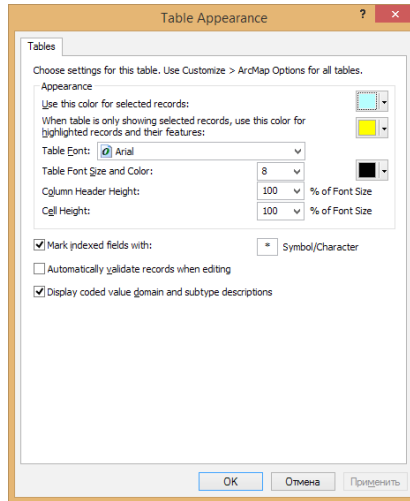 Table Appearance
?
×
Tables
Choose settings for this table. Use Customize > ArcMap Options for all tables.
Appearance
Use this color for selected records:
When table is only showing selected records, use this color for
highlighted records and their features:
Table Font: O Arial
Table Font Size and Color: 8
Column Header Height: 100 % of Font Size
Cell Height: 100 % of Font Size
Mark indexed fields with: * Symbol/Character
Automatically validate records when editing
Display coded value domain and subtype descriptions
OK Отмена Применить